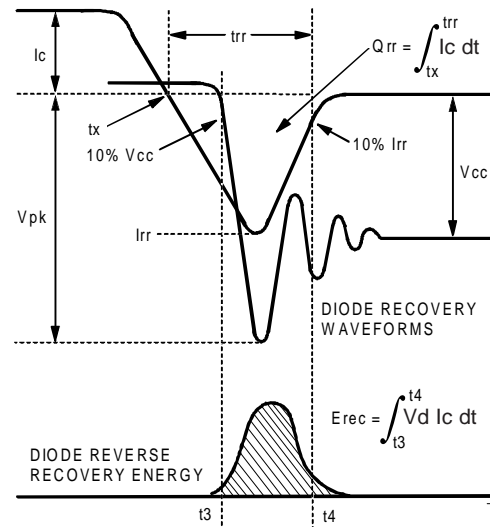 trr
Ic
Qrr = ∫ trr tx Ic dt
tx
10% Vcc
10% Irr
Vcc
Vpk
Irr
DIODE RECOVERY
WAVEFORMS
Erec = ∫ t4 t3 Vd Ic dt
DIODE REVERSE
RECOVERY ENERGY
t3
t4